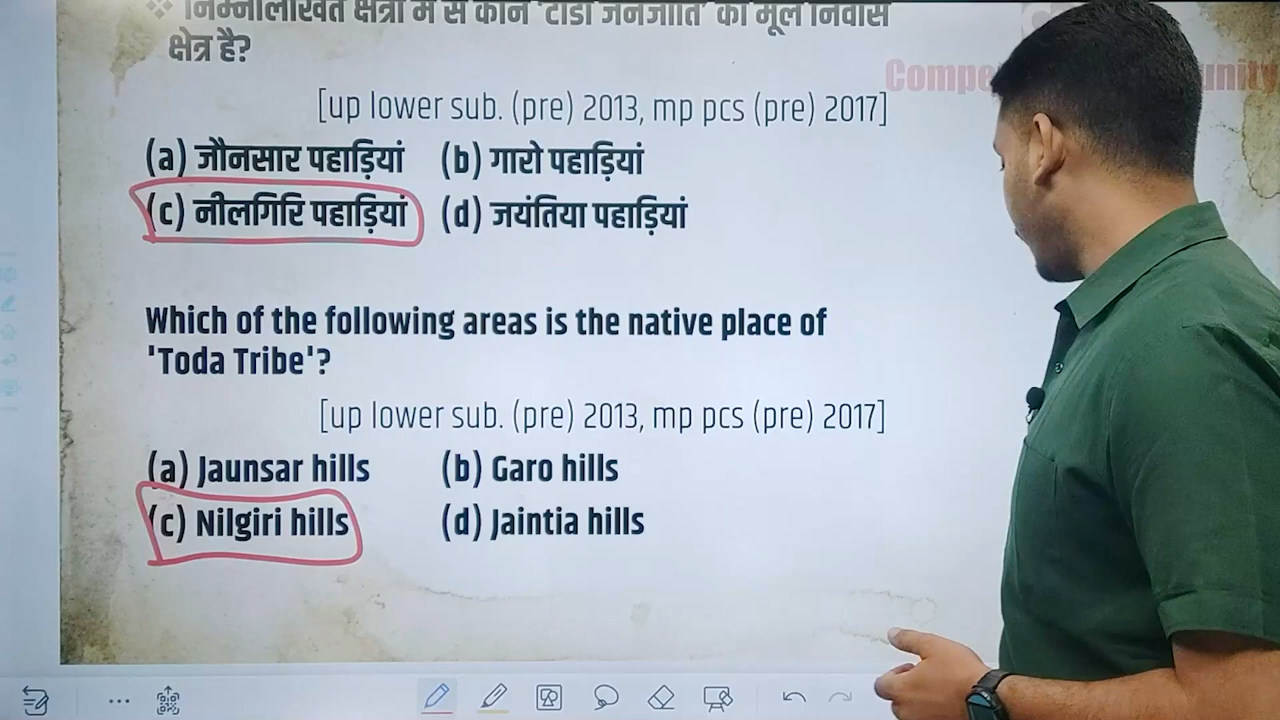 ❖ निम्नलिखित क्षेत्रों में से कौन 'टोडा जनजाति' का मूल निवास
क्षेत्र है?
[up lower sub. (pre) 2013, mp pcs (pre) 2017]
(a) जौनसार पहाड़ियां (b) गारो पहाड़ियां
(c) नीलगिरि पहाड़ियां (d) जयंतिया पहाड़ियां
Which of the following areas is the native place of
'Toda Tribe'?
[up lower sub. (pre) 2013, mp pcs (pre) 2017]
(a) Jaunsar hills (b) Garo hills
(c) Nilgiri hills (d) Jaintia hills